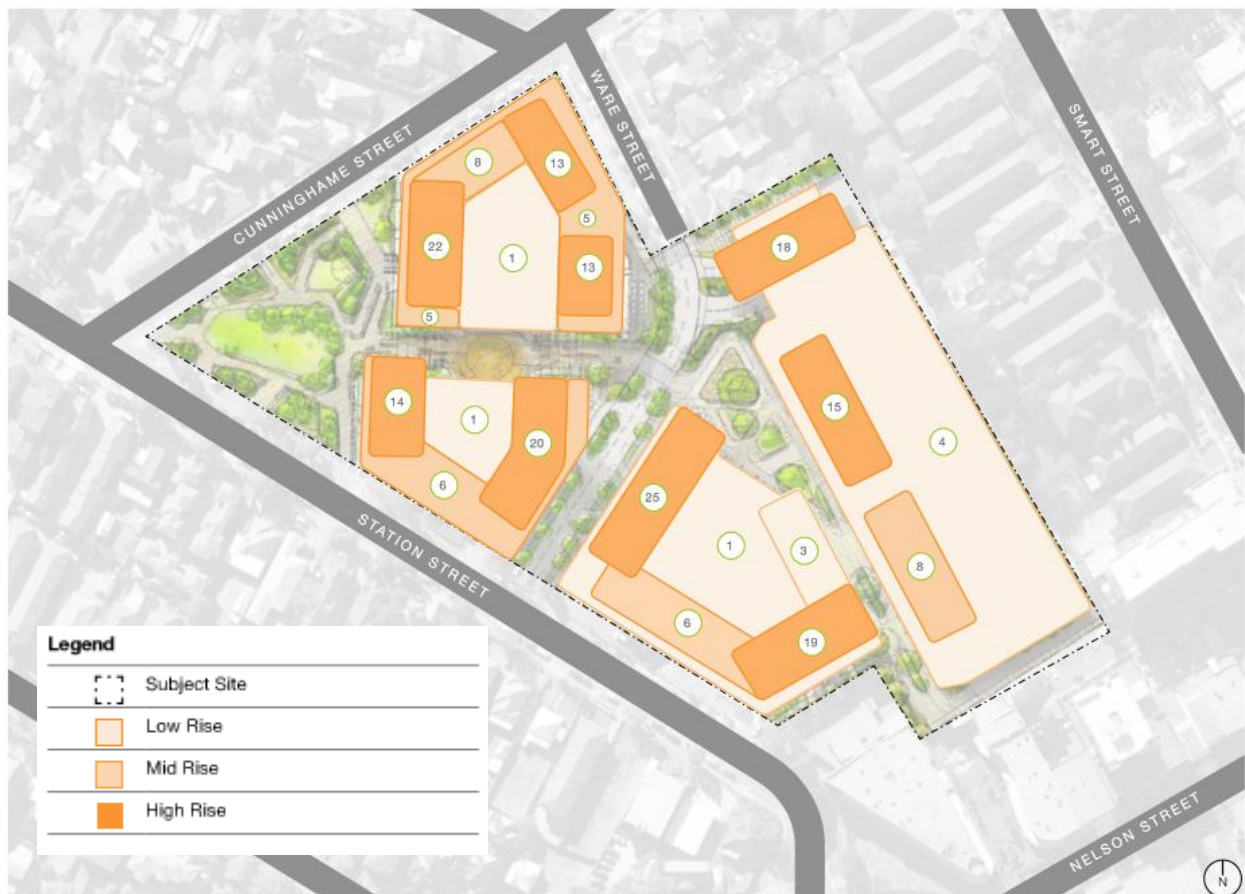 CUNNINGHAME STREET
WARE STREET
SMART STREET
8
13
5
22
1
13
5
18
14
1
20
6
15
4
25
1
3
8
6
19
STATION STREET
NELSON STREET
Legend
Subject Site
Low Rise
Mid Rise
High Rise
N